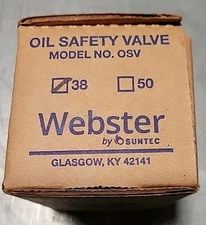 OIL SAFETY VALVE
MODEL NO. OSV
38 50
Webster
by SUNTEC
GLASGOW, KY 42141